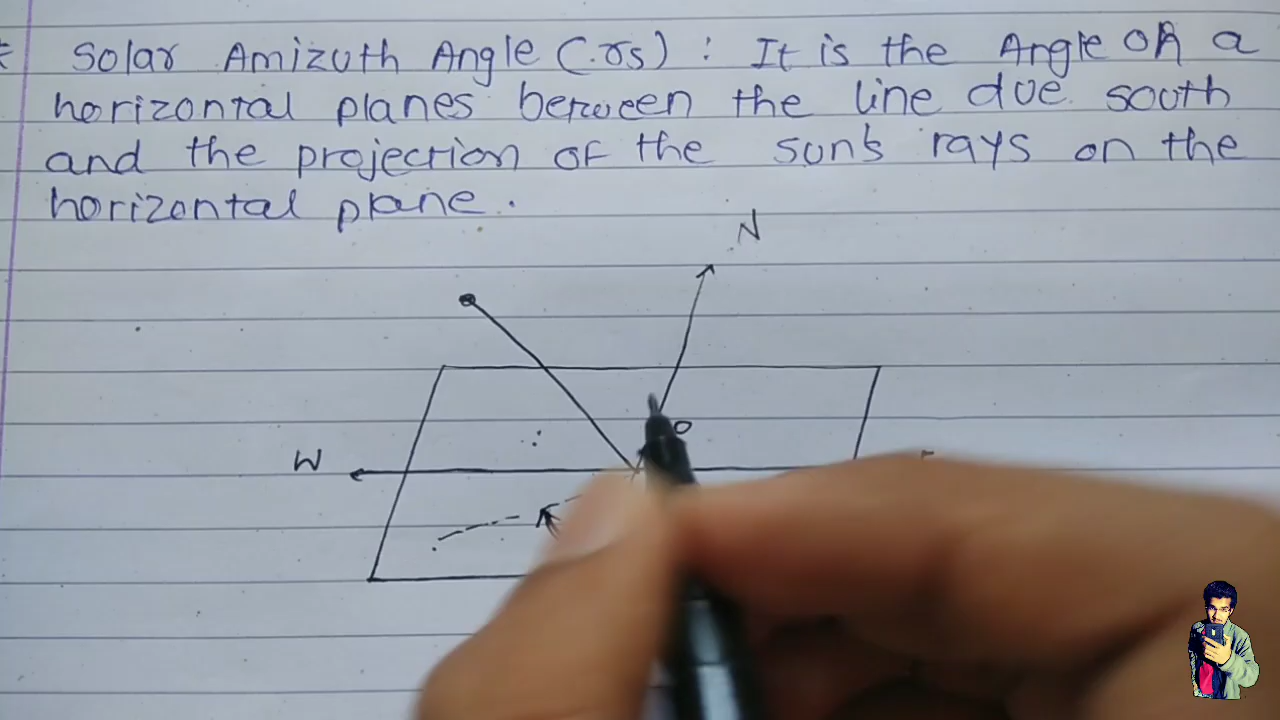 Solar Amizuth Angle (γs) : It is the Angle on a
horizontal planes between the line due south
and the projection of the sun's rays on the
horizontal plane.
N
O
W